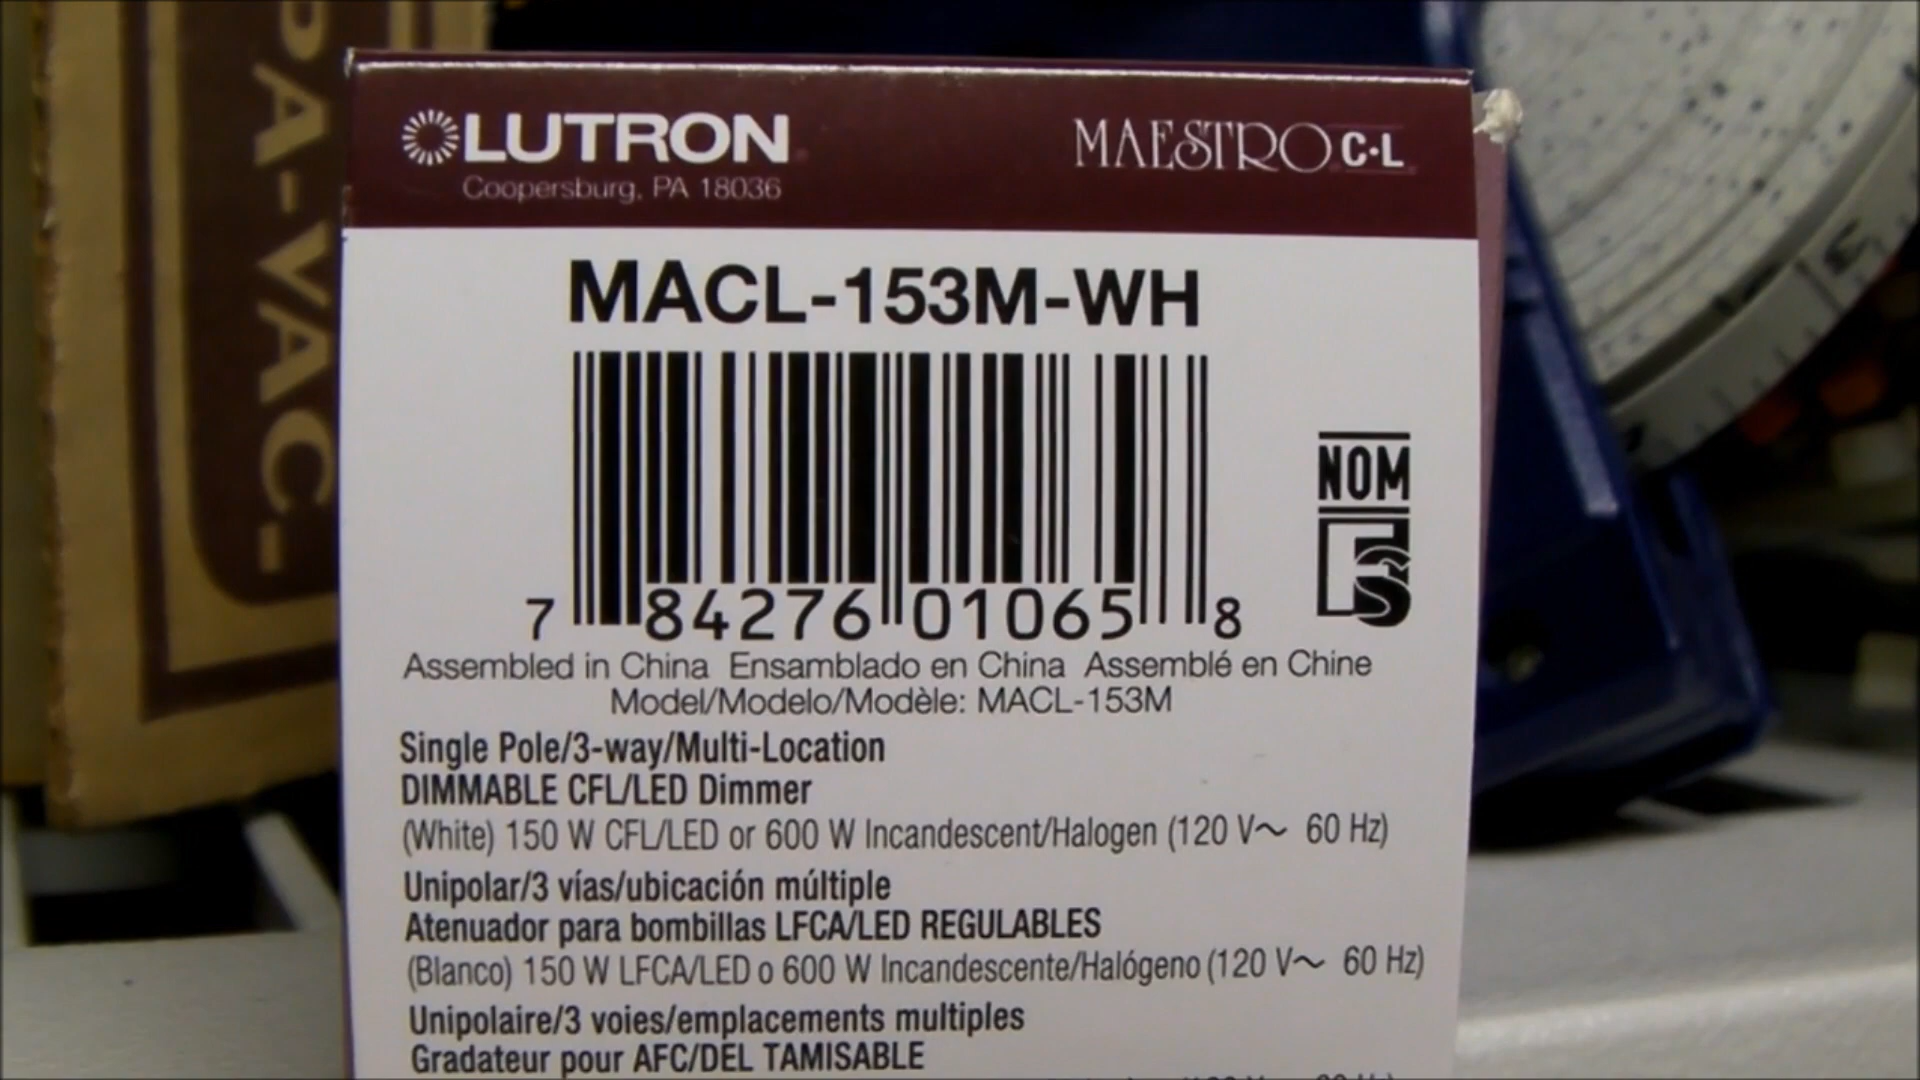 PA-VAC
LUTRON
Coopersburg, PA 18036
MAESTRO C•L
MACL-153M-WH
7 84276 01065 8
NOM
Assembled in China Ensamblado en China Assemblé en Chine
Model/Modelo/Modèle: MACL-153M
Single Pole/3-way/Multi-Location
DIMMABLE CFL/LED Dimmer
(White) 150 W CFL/LED or 600 W Incandescent/Halogen (120 V~ 60 Hz)
Unipolar/3 vías/ubicación múltiple
Atenuador para bombillas LFCA/LED REGULABLES
(Blanco) 150 W LFCA/LED o 600 W Incandescente/Halógeno (120 V~ 60 Hz)
Unipolaire/3 voies/emplacements multiples
Gradateur pour AFC/DEL TAMISABLE